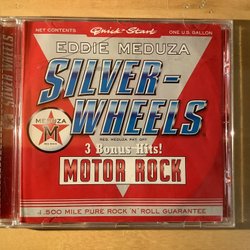 NET CONTENTS
Quick-Start
ONE U.S. GALLON
EDDIE MEDUZA
SILVER-
WHEELS
MEDUZA
M
REG. MEDUZA PAT. OFF.
3 Bonus Hits!
MOTOR ROCK
4,500 MILE PURE ROCK 'N' ROLL GUARANTEE
SILVER WHEELS